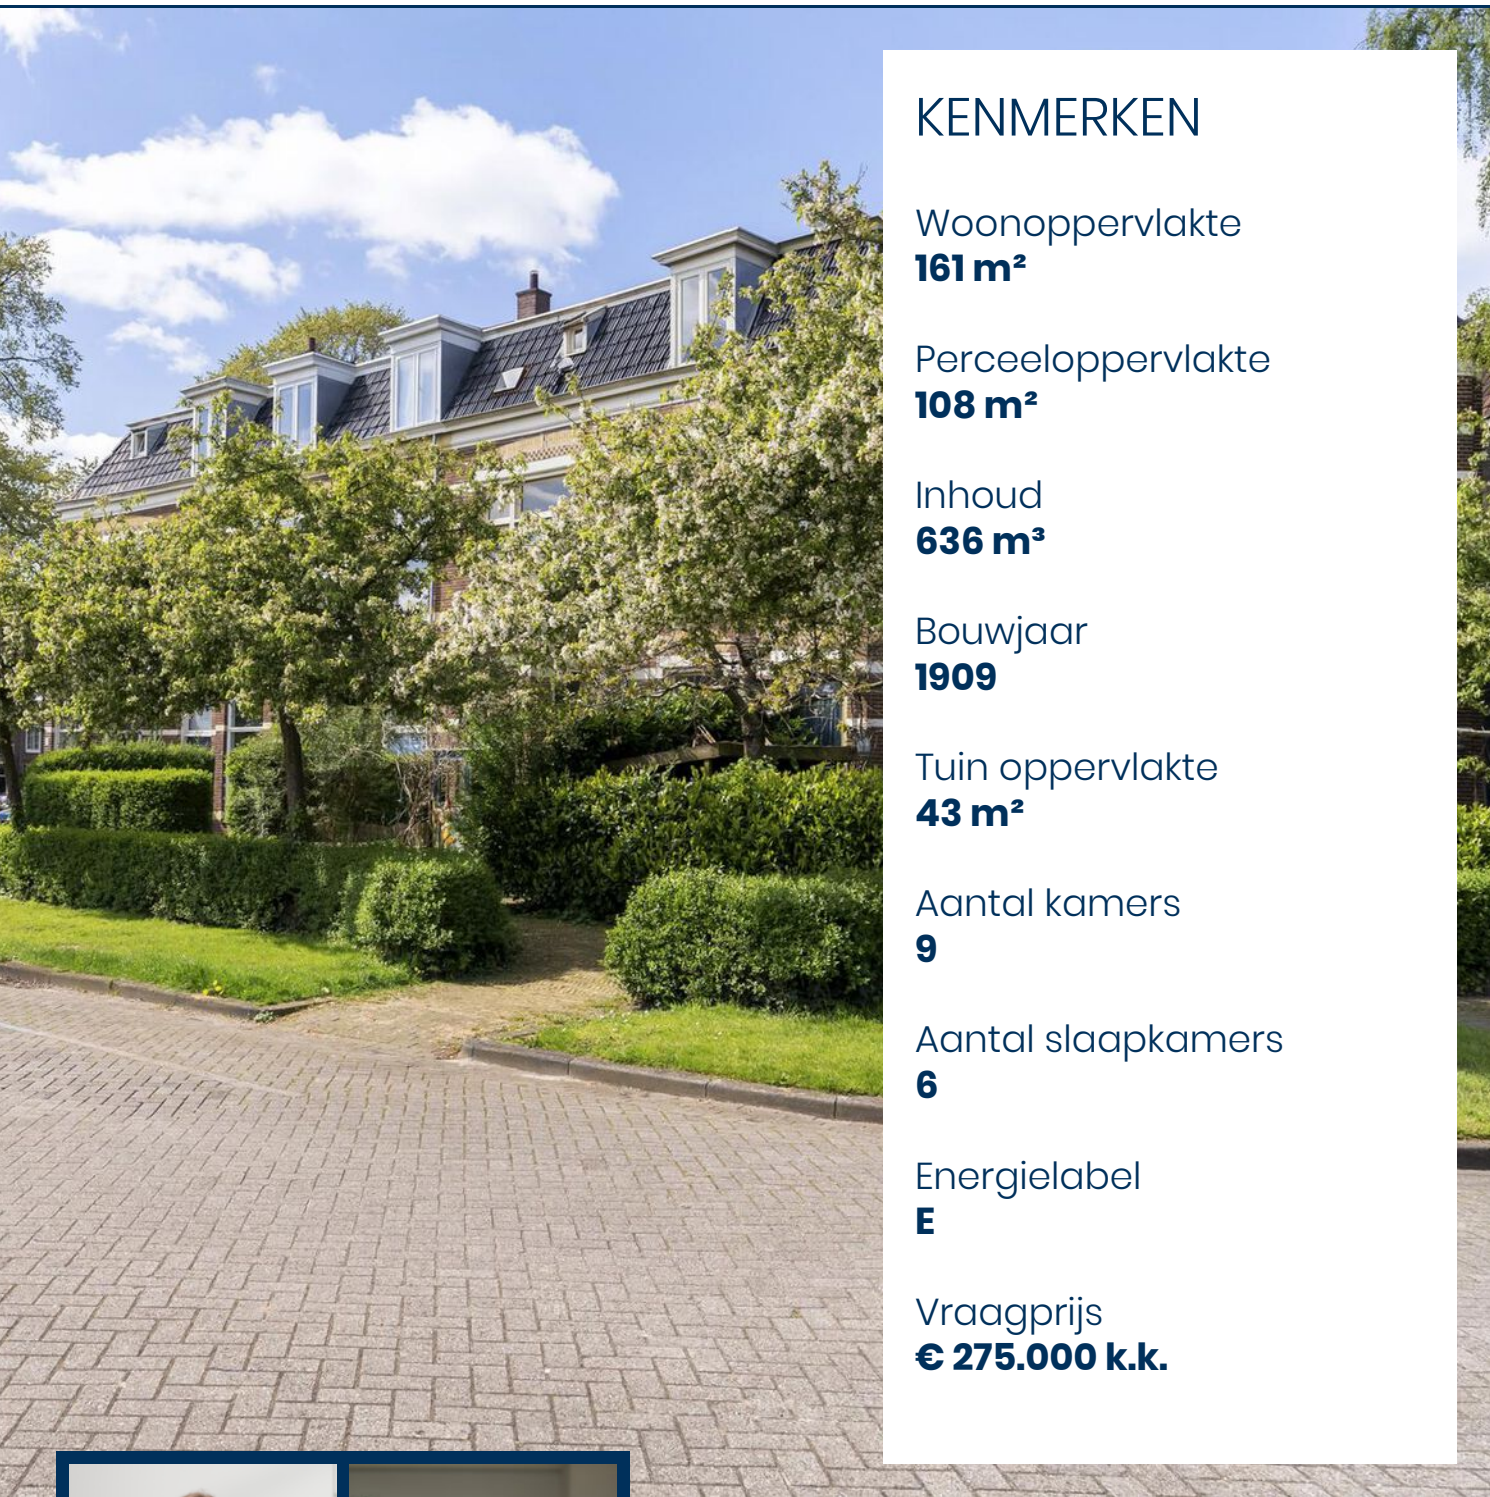 KENMERKEN
Woonoppervlakte
161 m²
Perceeloppervlakte
108 m²
Inhoud
636 m³
Bouwjaar
1909
Tuin oppervlakte
43 m²
Aantal kamers
9
Aantal slaapkamers
6
Energielabel
E
Vraagprijs
€ 275.000 k.k.